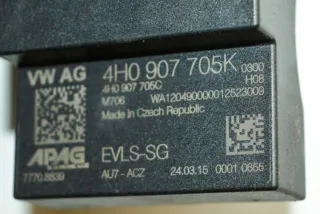 VW AG 4H0 907 705K 0300
4H0 907 705C H08
M706 WA12049000012523009
Made in Czech Republic
APAG EVLS-SG
7770.8839 AU7 - ACZ 24.03.15 0001 0655